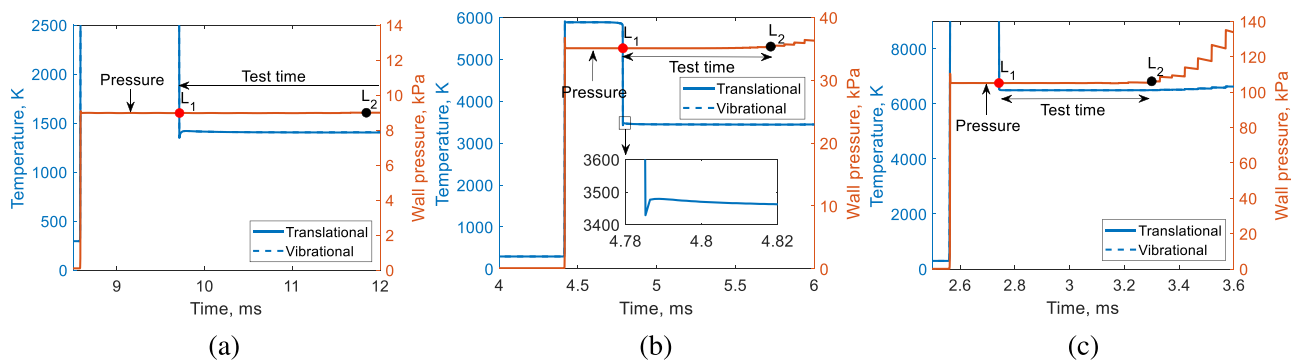 2500
2000
1500
1000
500
0
Temperature, K
9
10
11
12
Time, ms
14
12
10
8
6
4
2
0
Wall pressure, kPa
Pressure
Test time
L1
L2
Translational
Vibrational
(a)
6000
5000
4000
3000
2000
1000
0
Temperature, K
4
4.5
5
5.5
6
Time, ms
40
30
20
10
0
Wall pressure, kPa
L1
L2
Test time
Pressure
Translational
Vibrational
3600
3500
3400
4.78
4.8
4.82
(b)
8000
6000
4000
2000
0
Temperature, K
2.6
2.8
3
3.2
3.4
3.6
Time, ms
140
120
100
80
60
40
20
0
Wall pressure, kPa
L1
L2
Test time
Pressure
Translational
Vibrational
(c)